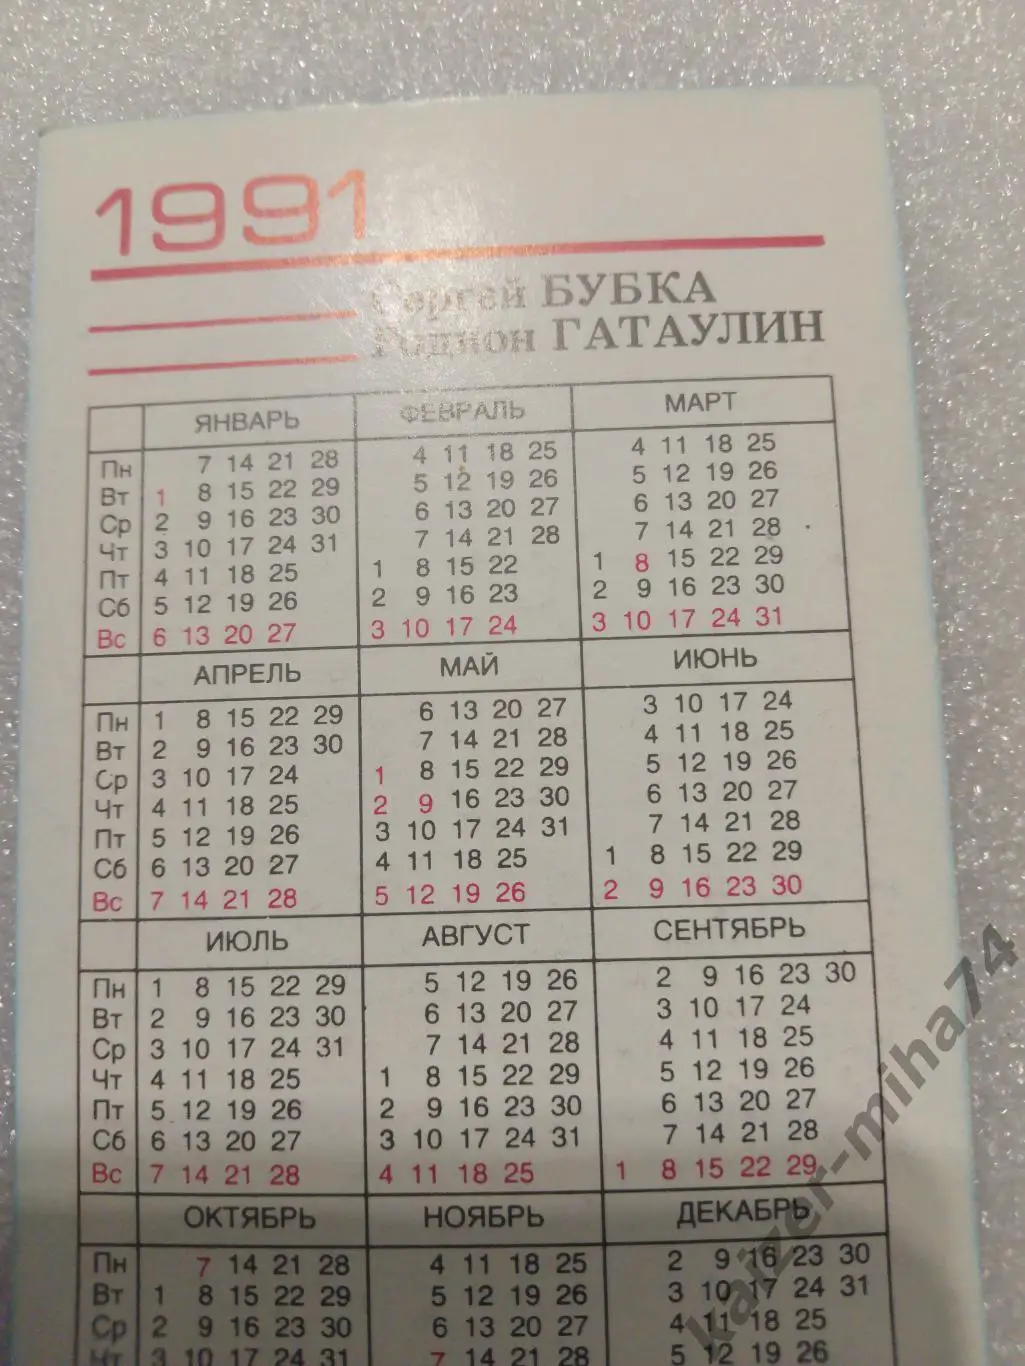 1991
Сергей БУБКА
Родион ГАТАУЛИН
ЯНВАРЬ ФЕВРАЛЬ МАРТ
Пн 7 14 21 28 4 11 18 25 4 11 18 25
Вт 1 8 15 22 29 5 12 19 26 5 12 19 26
Ср 2 9 16 23 30 6 13 20 27 6 13 20 27
Чт 3 10 17 24 31 7 14 21 28 7 14 21 28
Пт 4 11 18 25 1 8 15 22 1 8 15 22 29
Сб 5 12 19 26 2 9 16 23 2 9 16 23 30
Вс 6 13 20 27 3 10 17 24 3 10 17 24 31
АПРЕЛЬ МАЙ ИЮНЬ
Пн 1 8 15 22 29 6 13 20 27 3 10 17 24
Вт 2 9 16 23 30 7 14 21 28 4 11 18 25
Ср 3 10 17 24 1 8 15 22 29 5 12 19 26
Чт 4 11 18 25 2 9 16 23 30 6 13 20 27
Пт 5 12 19 26 3 10 17 24 31 7 14 21 28
Сб 6 13 20 27 4 11 18 25 1 8 15 22 29
Вс 7 14 21 28 5 12 19 26 2 9 16 23 30
ИЮЛЬ АВГУСТ СЕНТЯБРЬ
Пн 1 8 15 22 29 5 12 19 26 2 9 16 23 30
Вт 2 9 16 23 30 6 13 20 27 3 10 17 24
Ср 3 10 17 24 31 7 14 21 28 4 11 18 25
Чт 4 11 18 25 1 8 15 22 29 5 12 19 26
Пт 5 12 19 26 2 9 16 23 30 6 13 20 27
Сб 6 13 20 27 3 10 17 24 31 7 14 21 28
Вс 7 14 21 28 4 11 18 25 1 8 15 22 29
ОКТЯБРЬ НОЯБРЬ ДЕКАБРЬ
Пн 7 14 21 28 4 11 18 25 2 9 16 23 30
Вт 1 8 15 22 29 5 12 19 26 3 10 17 24 31
Ср 2 9 16 23 30 6 13 20 27 4 11 18 25
Чт 3 10 17 24 31 7 14 21 28 5 12 19 26
kaizer-miha74